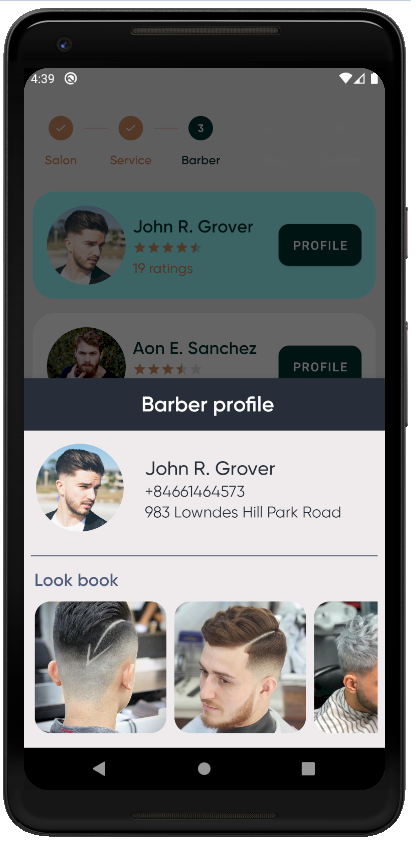 4:39
3
Salon
Service
Barber
John R. Grover
19 ratings
PROFILE
Aon E. Sanchez
PROFILE
Barber profile
John R. Grover
+84661464573
983 Lowndes Hill Park Road
Look book